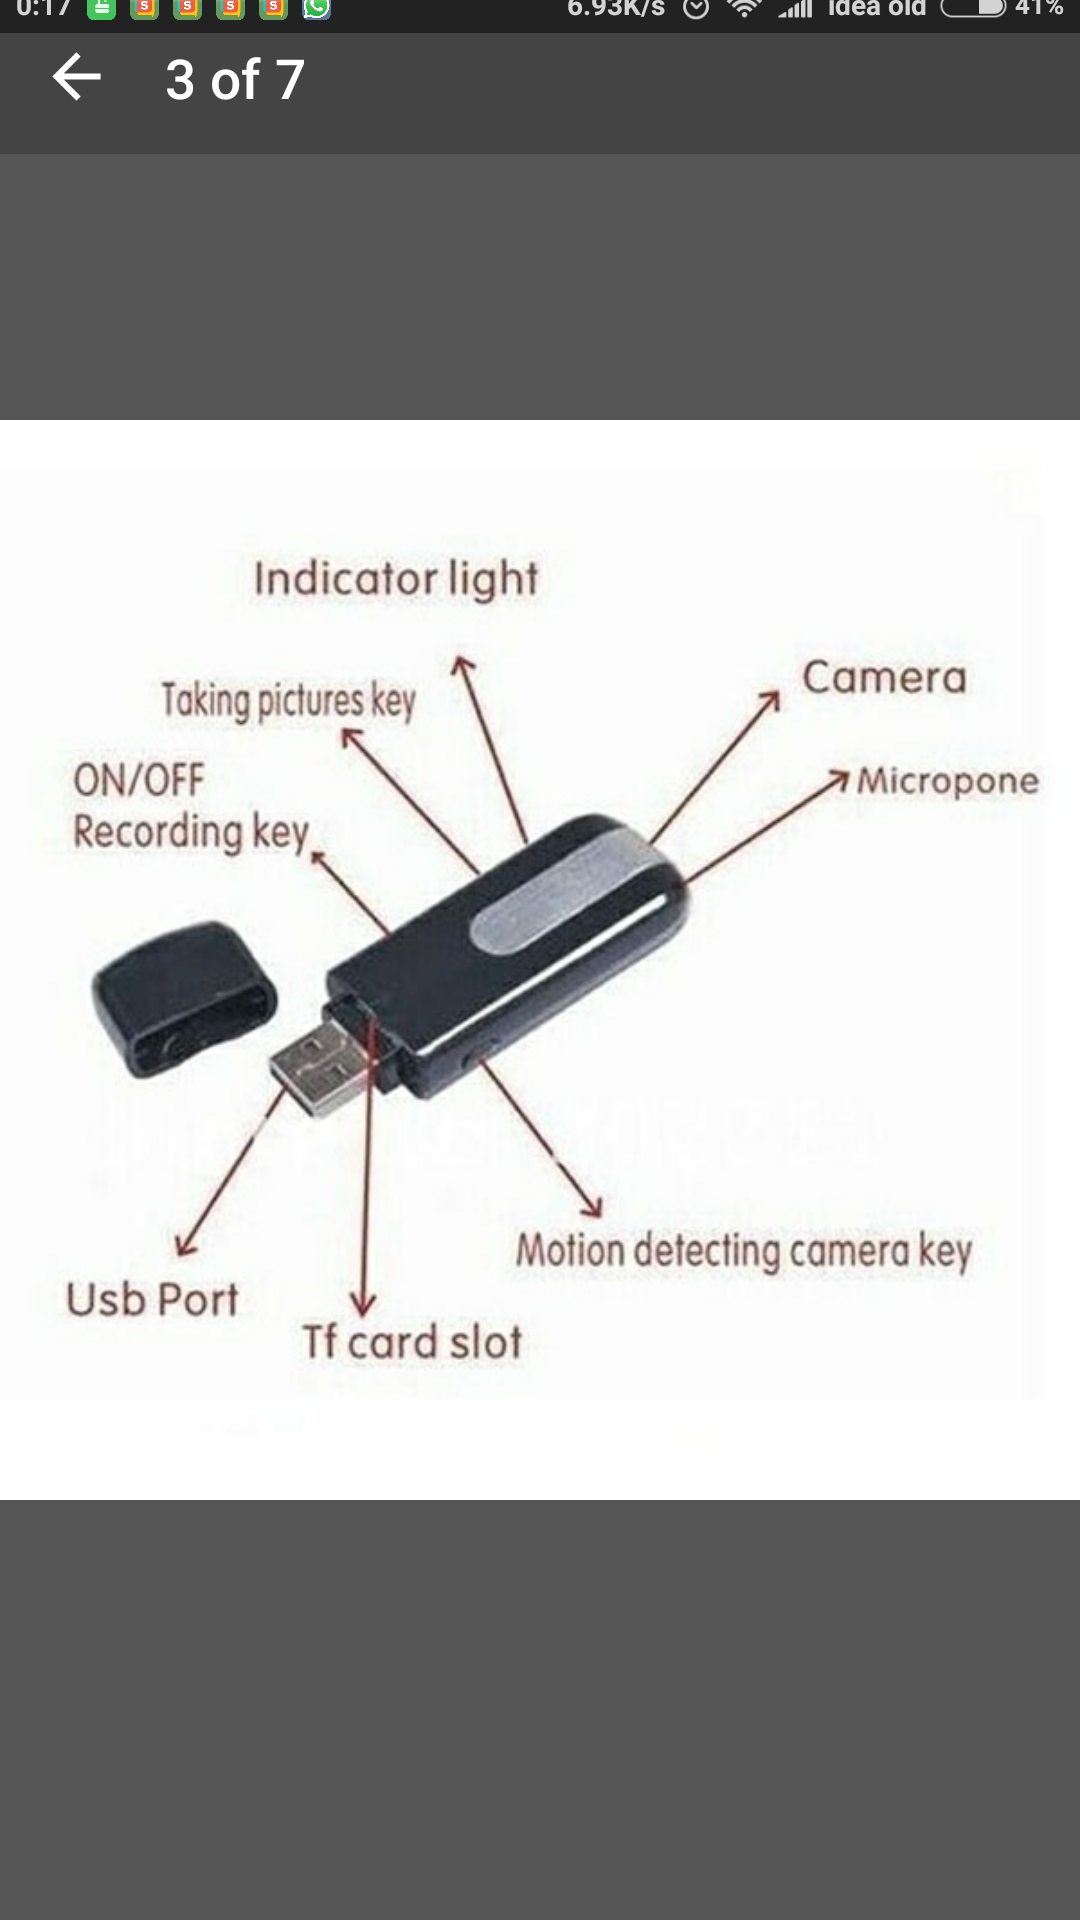 0:17 6.93K/s idea old 41%
3 of 7
Indicator light
Camera
Taking pictures key
ON/OFF
Recording key
Micropone
Motion detecting camera key
Usb Port
Tf card slot